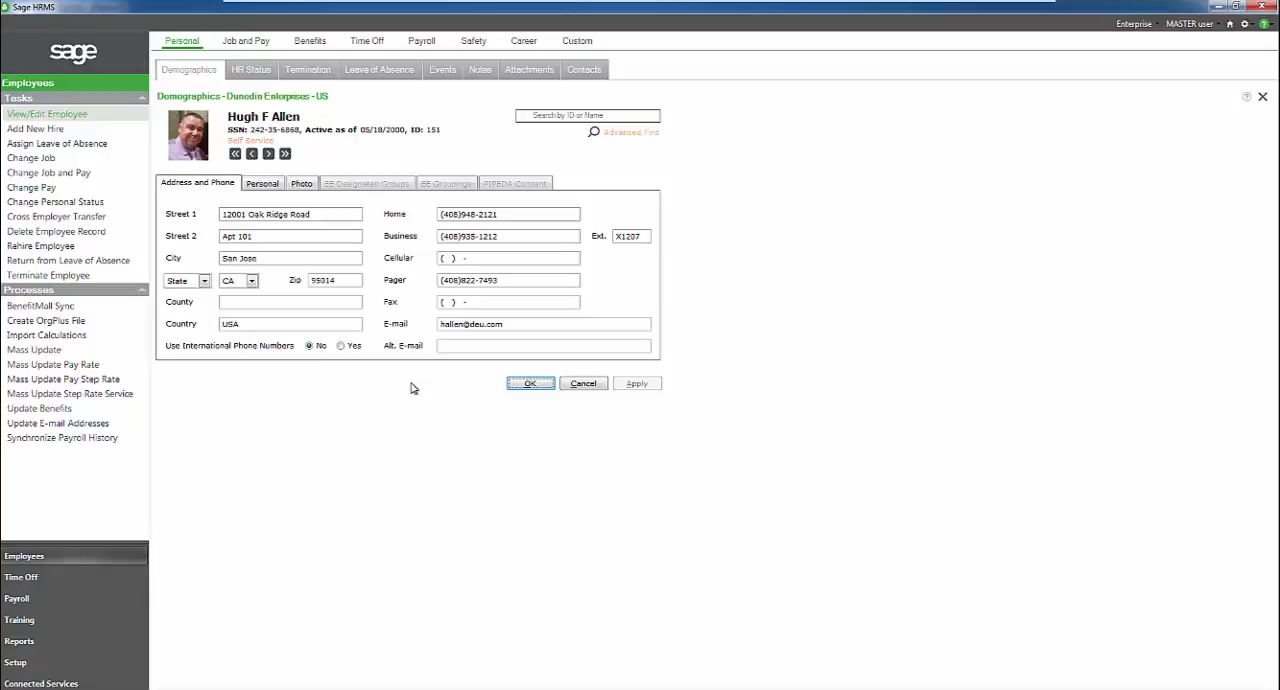 Sage HRMS
Enterprise MASTER user
sage
Personal Job and Pay Benefits Time Off Payroll Safety Career Custom
Demographics HR Status Termination Leave of Absence Events Notes Attachments Contacts
Employees
Tasks
View/Edit Employee
Add New Hire
Assign Leave of Absence
Change Job
Change Job and Pay
Change Pay
Change Personal Status
Cross Employer Transfer
Delete Employee Record
Rehire Employee
Return from Leave of Absence
Terminate Employee
Processes
BenefitMall Sync
Create OrgPlus File
Import Calculations
Mass Update
Mass Update Pay Rate
Mass Update Pay Step Rate
Mass Update Step Rate Service
Update Benefits
Update E-mail Addresses
Synchronize Payroll History
Employees
Time Off
Payroll
Training
Reports
Setup
Connected Services
Demographics - Dunedin Enterprises - US
Hugh F Allen
SSN: 242-35-6868, Active as of 05/18/2000, ID: 151
Self Service
Search by ID or Name
Advanced Find
Address and Phone Personal Photo EE Designated Groups EE Groupings PIPEDA Consent
Street 1 12001 Oak Ridge Road Home (408)948-2121
Street 2 Apt 101 Business (408)935-1212 Ext. X1207
City San Jose Cellular ( ) -
State CA Zip 95014 Pager (408)822-7493
County Fax ( ) -
Country USA E-mail hallen@deu.com
Use International Phone Numbers No Yes Alt. E-mail
OK Cancel Apply